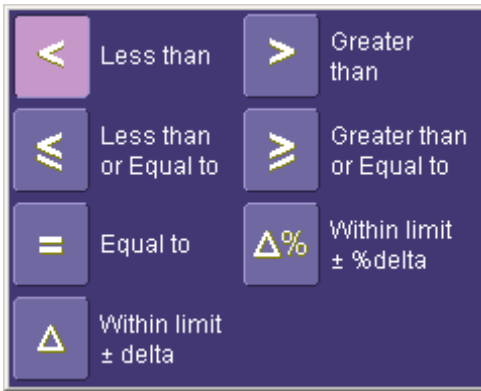 < Less than
> Greater
than
≤ Less than
or Equal to
≥ Greater than
or Equal to
= Equal to
Δ% Within limit
± %delta
Δ Within limit
± delta